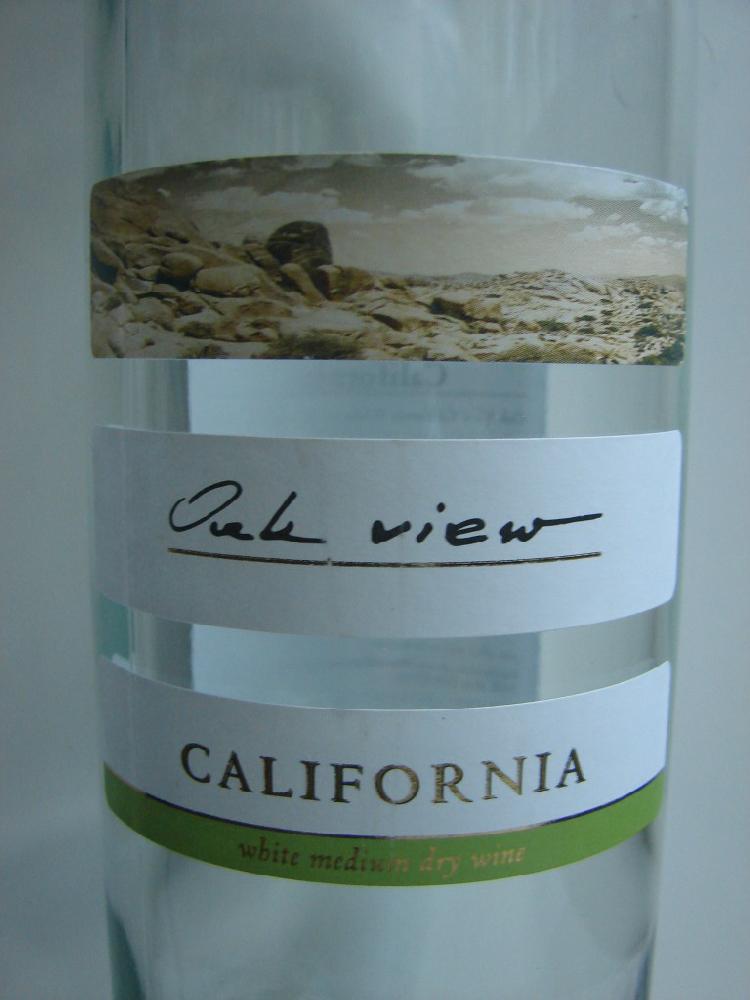 Oak view
CALIFORNIA
white medium dry wine